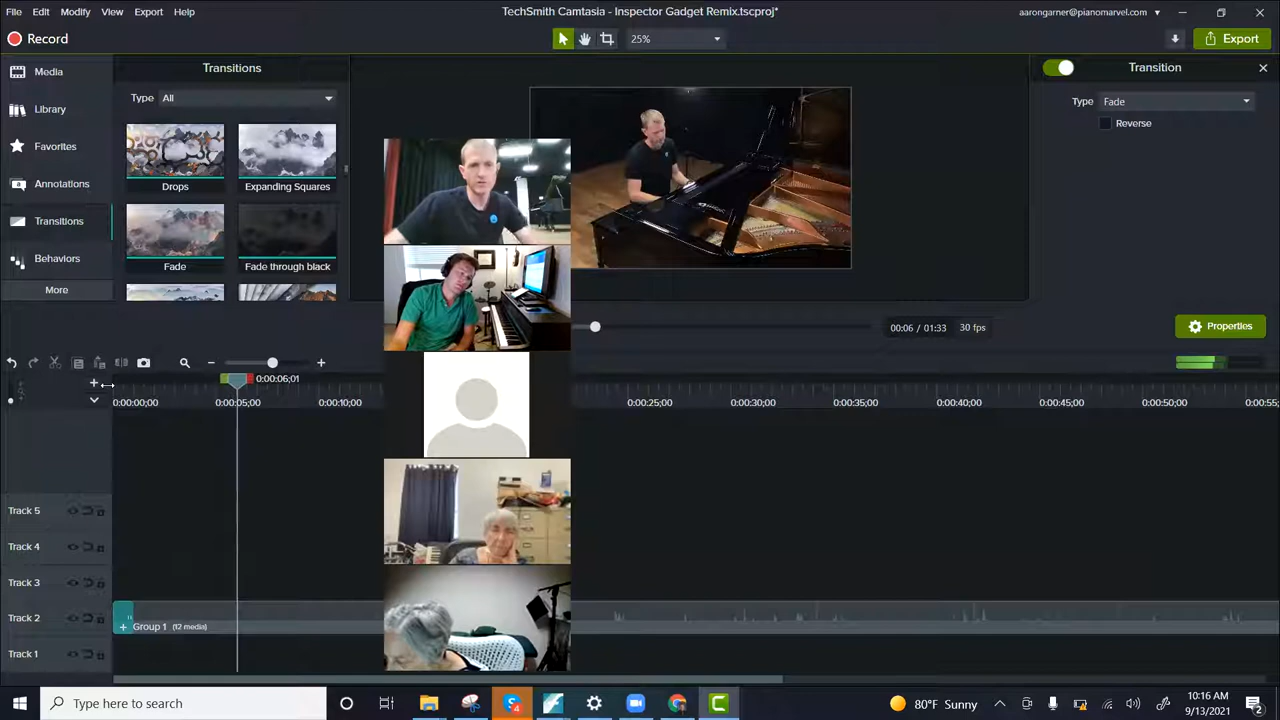 File Edit Modify View Export Help
TechSmith Camtasia - Inspector Gadget Remix.tscproj*
aarongarner@pianomarvel.com
Record
25%
Export
Media
Library
Favorites
Annotations
Transitions
Behaviors
More
Transitions
Type All
Drops
Expanding Squares
Fade
Fade through black
Transition
Type Fade
Reverse
00:06 / 01:33 30 fps
Properties
0:00:06;01
0:00:00;00 0:00:05;00 0:00:10;00 0:00:25;00 0:00:30;00 0:00:35;00 0:00:40;00 0:00:45;00 0:00:50;00 0:00:55;
Track 5
Track 4
Track 3
Track 2
+ Group 1 (12 media)
Track 1
Type here to search
4
80°F Sunny
10:16 AM
9/13/2021
2